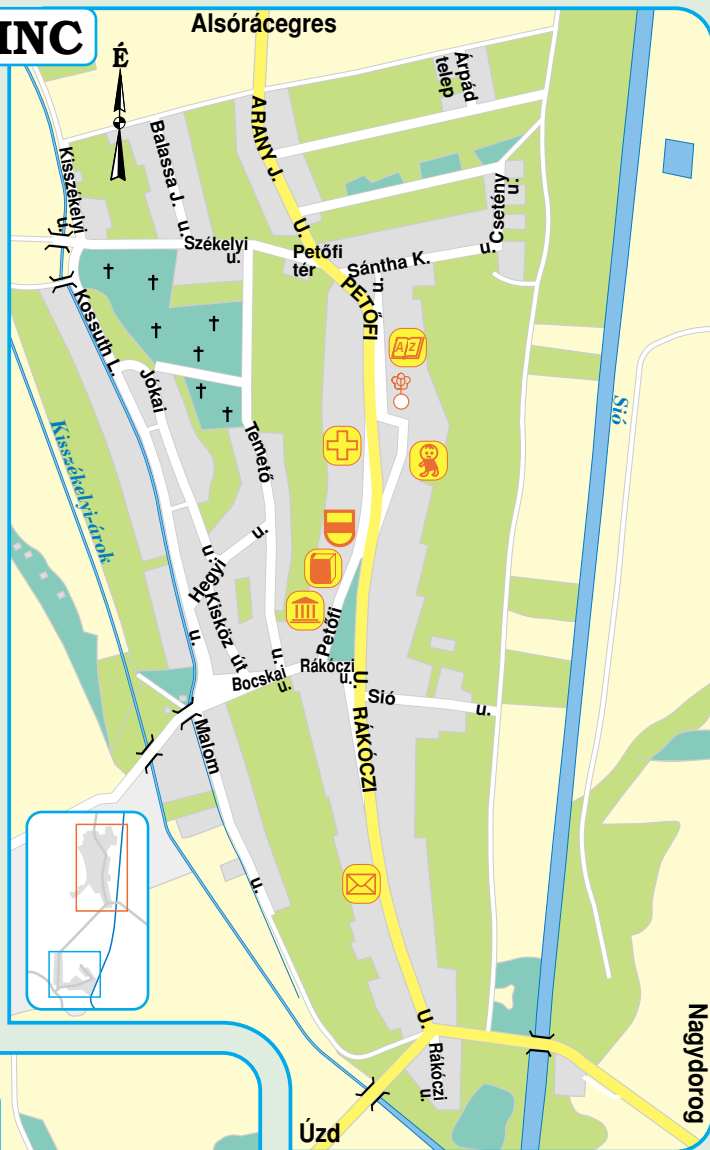 INC
Alsórácegres
É
Árpád
telep
ARANY J.
U.
Balassa J.
u.
Kisszékelyi
u.
Csetény
u.
Székelyi
u.
Petőfi
tér
Sántha K.
u.
u.
PETŐFI
U.
Kossuth L.
u.
A Z
Jókai
u.
Sió
Kisszékelyi-árok
Temető
u.
Hegyi
u.
Kisköz
út
Petőfi
Rákóczi
u.
Bocskai
u.
Sió
u.
RÁKÓCZI
U.
Malom
u.
Nagydorog
Rákóczi
u.
Úzd